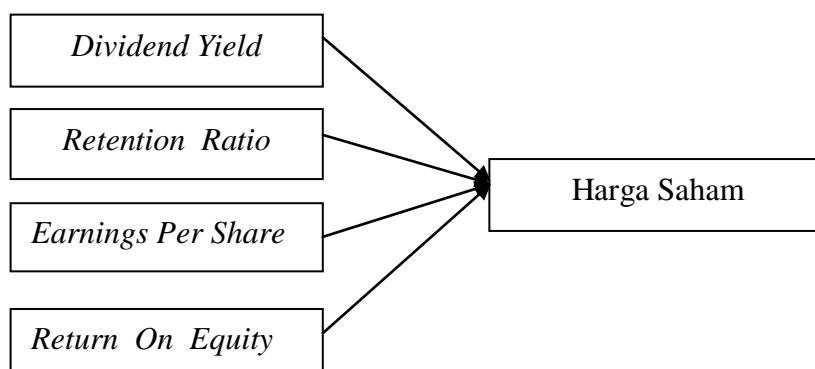 Dividend Yield
Retention Ratio
Harga Saham
Earnings Per Share
Return On Equity